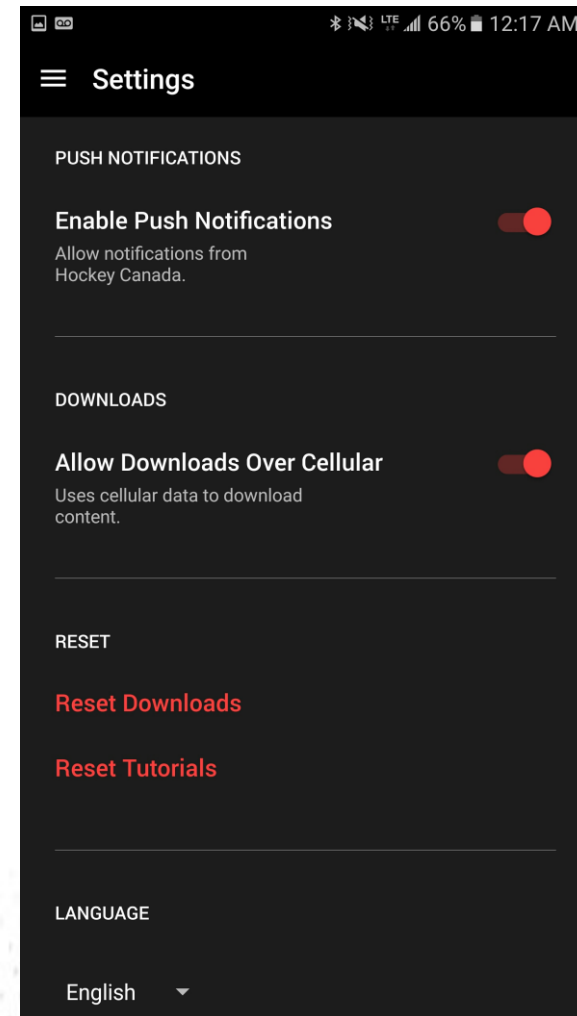 LTE 66% 12:17 AM
Settings
PUSH NOTIFICATIONS
Enable Push Notifications
Allow notifications from
Hockey Canada.
DOWNLOADS
Allow Downloads Over Cellular
Uses cellular data to download
content.
RESET
Reset Downloads
Reset Tutorials
LANGUAGE
English